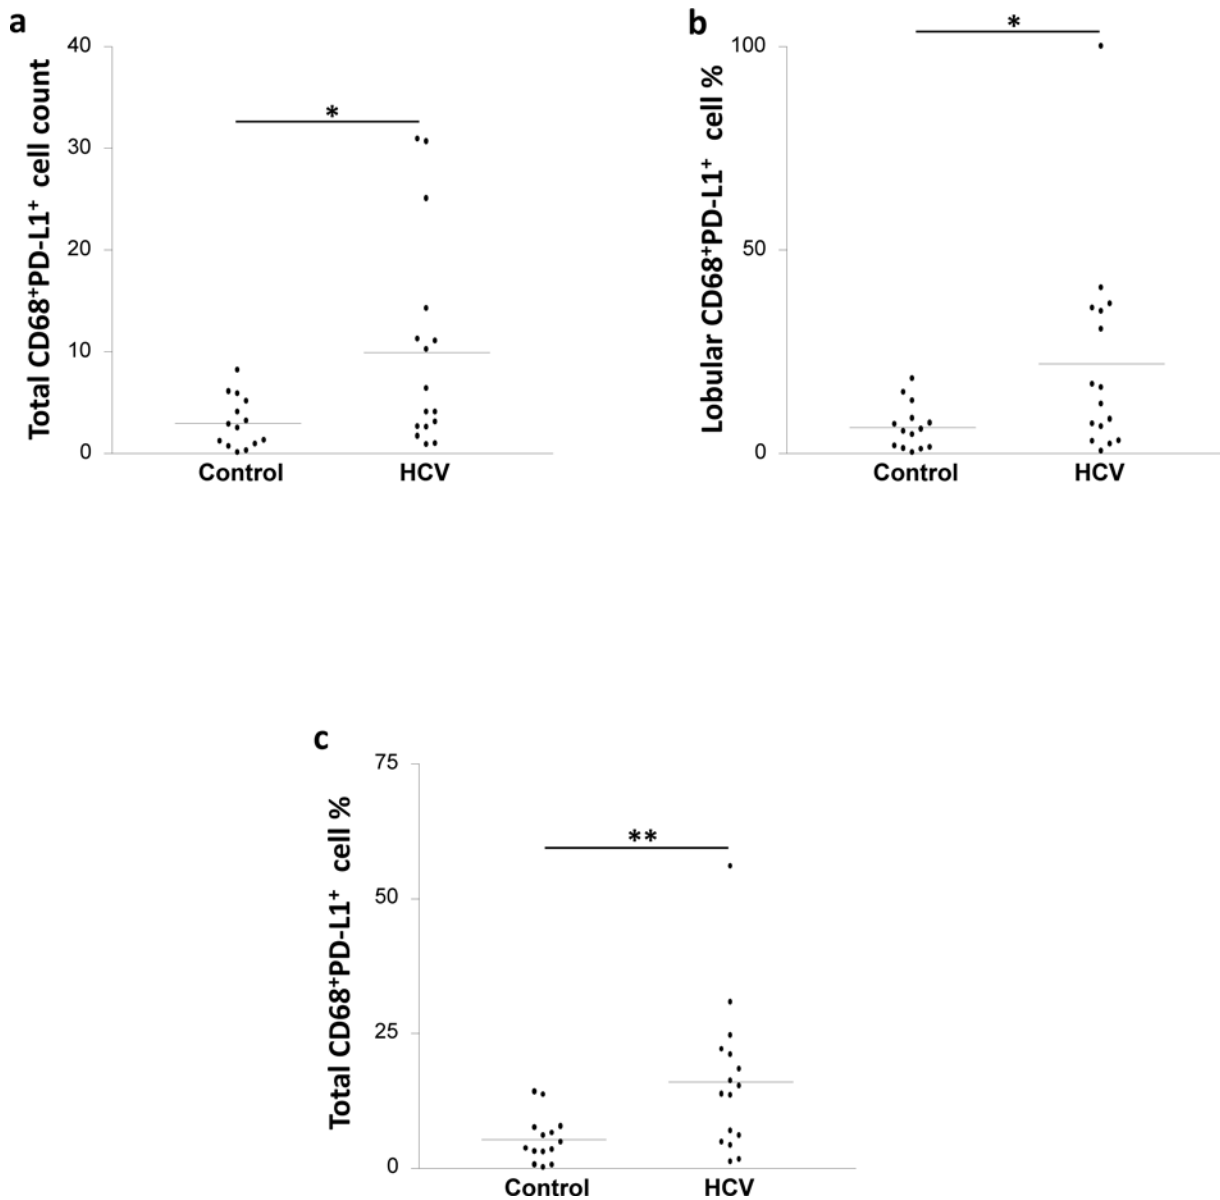 a
Total CD68⁺PD-L1⁺ cell count
40
30
20
10
0
*
Control HCV
b
Lobular CD68⁺PD-L1⁺ cell %
100
50
0
*
Control HCV
c
Total CD68⁺PD-L1⁺ cell %
75
50
25
0
**
Control HCV